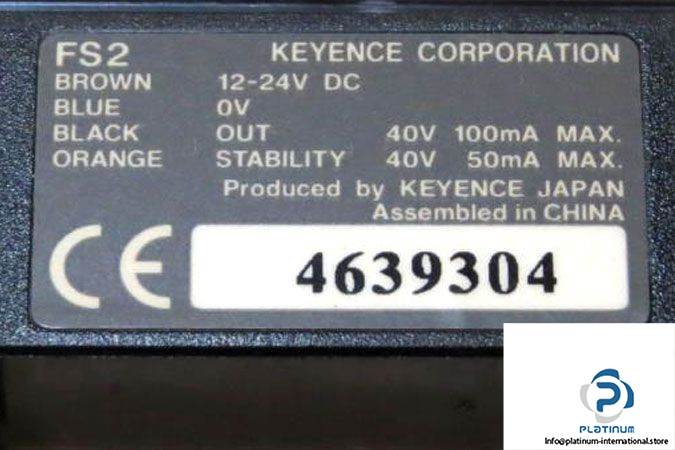 FS2 KEYENCE CORPORATION
BROWN 12-24V DC
BLUE 0V
BLACK OUT 40V 100mA MAX.
ORANGE STABILITY 40V 50mA MAX.
Produced by KEYENCE JAPAN
Assembled in CHINA
CE 4639304
PLATINUM
Info@platinum-international.store